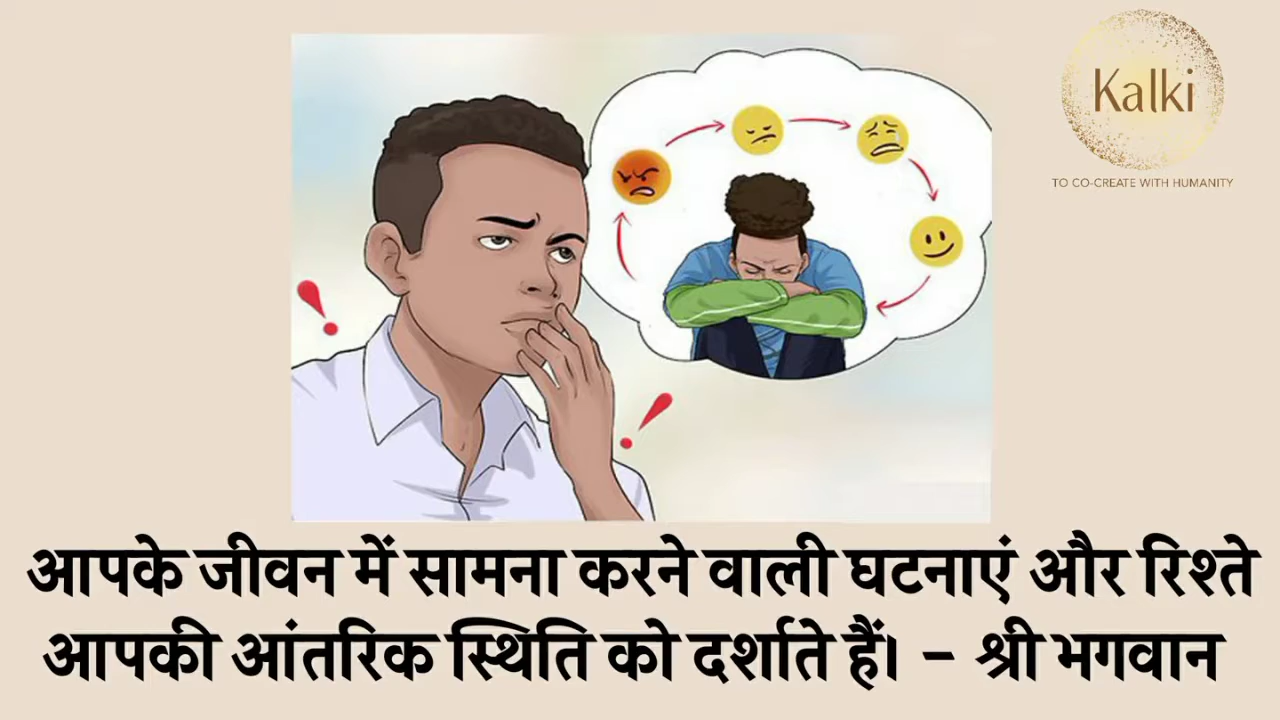 Kalki
TO CO-CREATE WITH HUMANITY
आपके जीवन में सामना करने वाली घटनाएं और रिश्ते
आपकी आंतरिक स्थिति को दर्शाते हैं। - श्री भगवान